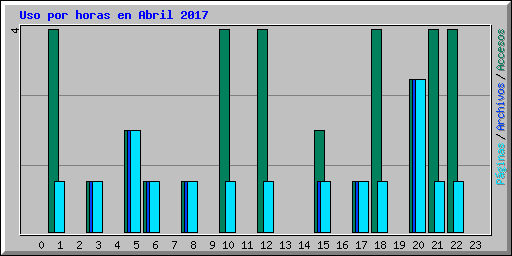 Uso por horas en Abril 2017
4
Páginas / Archivos / Accesos
0 1 2 3 4 5 6 7 8 9 10 11 12 13 14 15 16 17 18 19 20 21 22 23